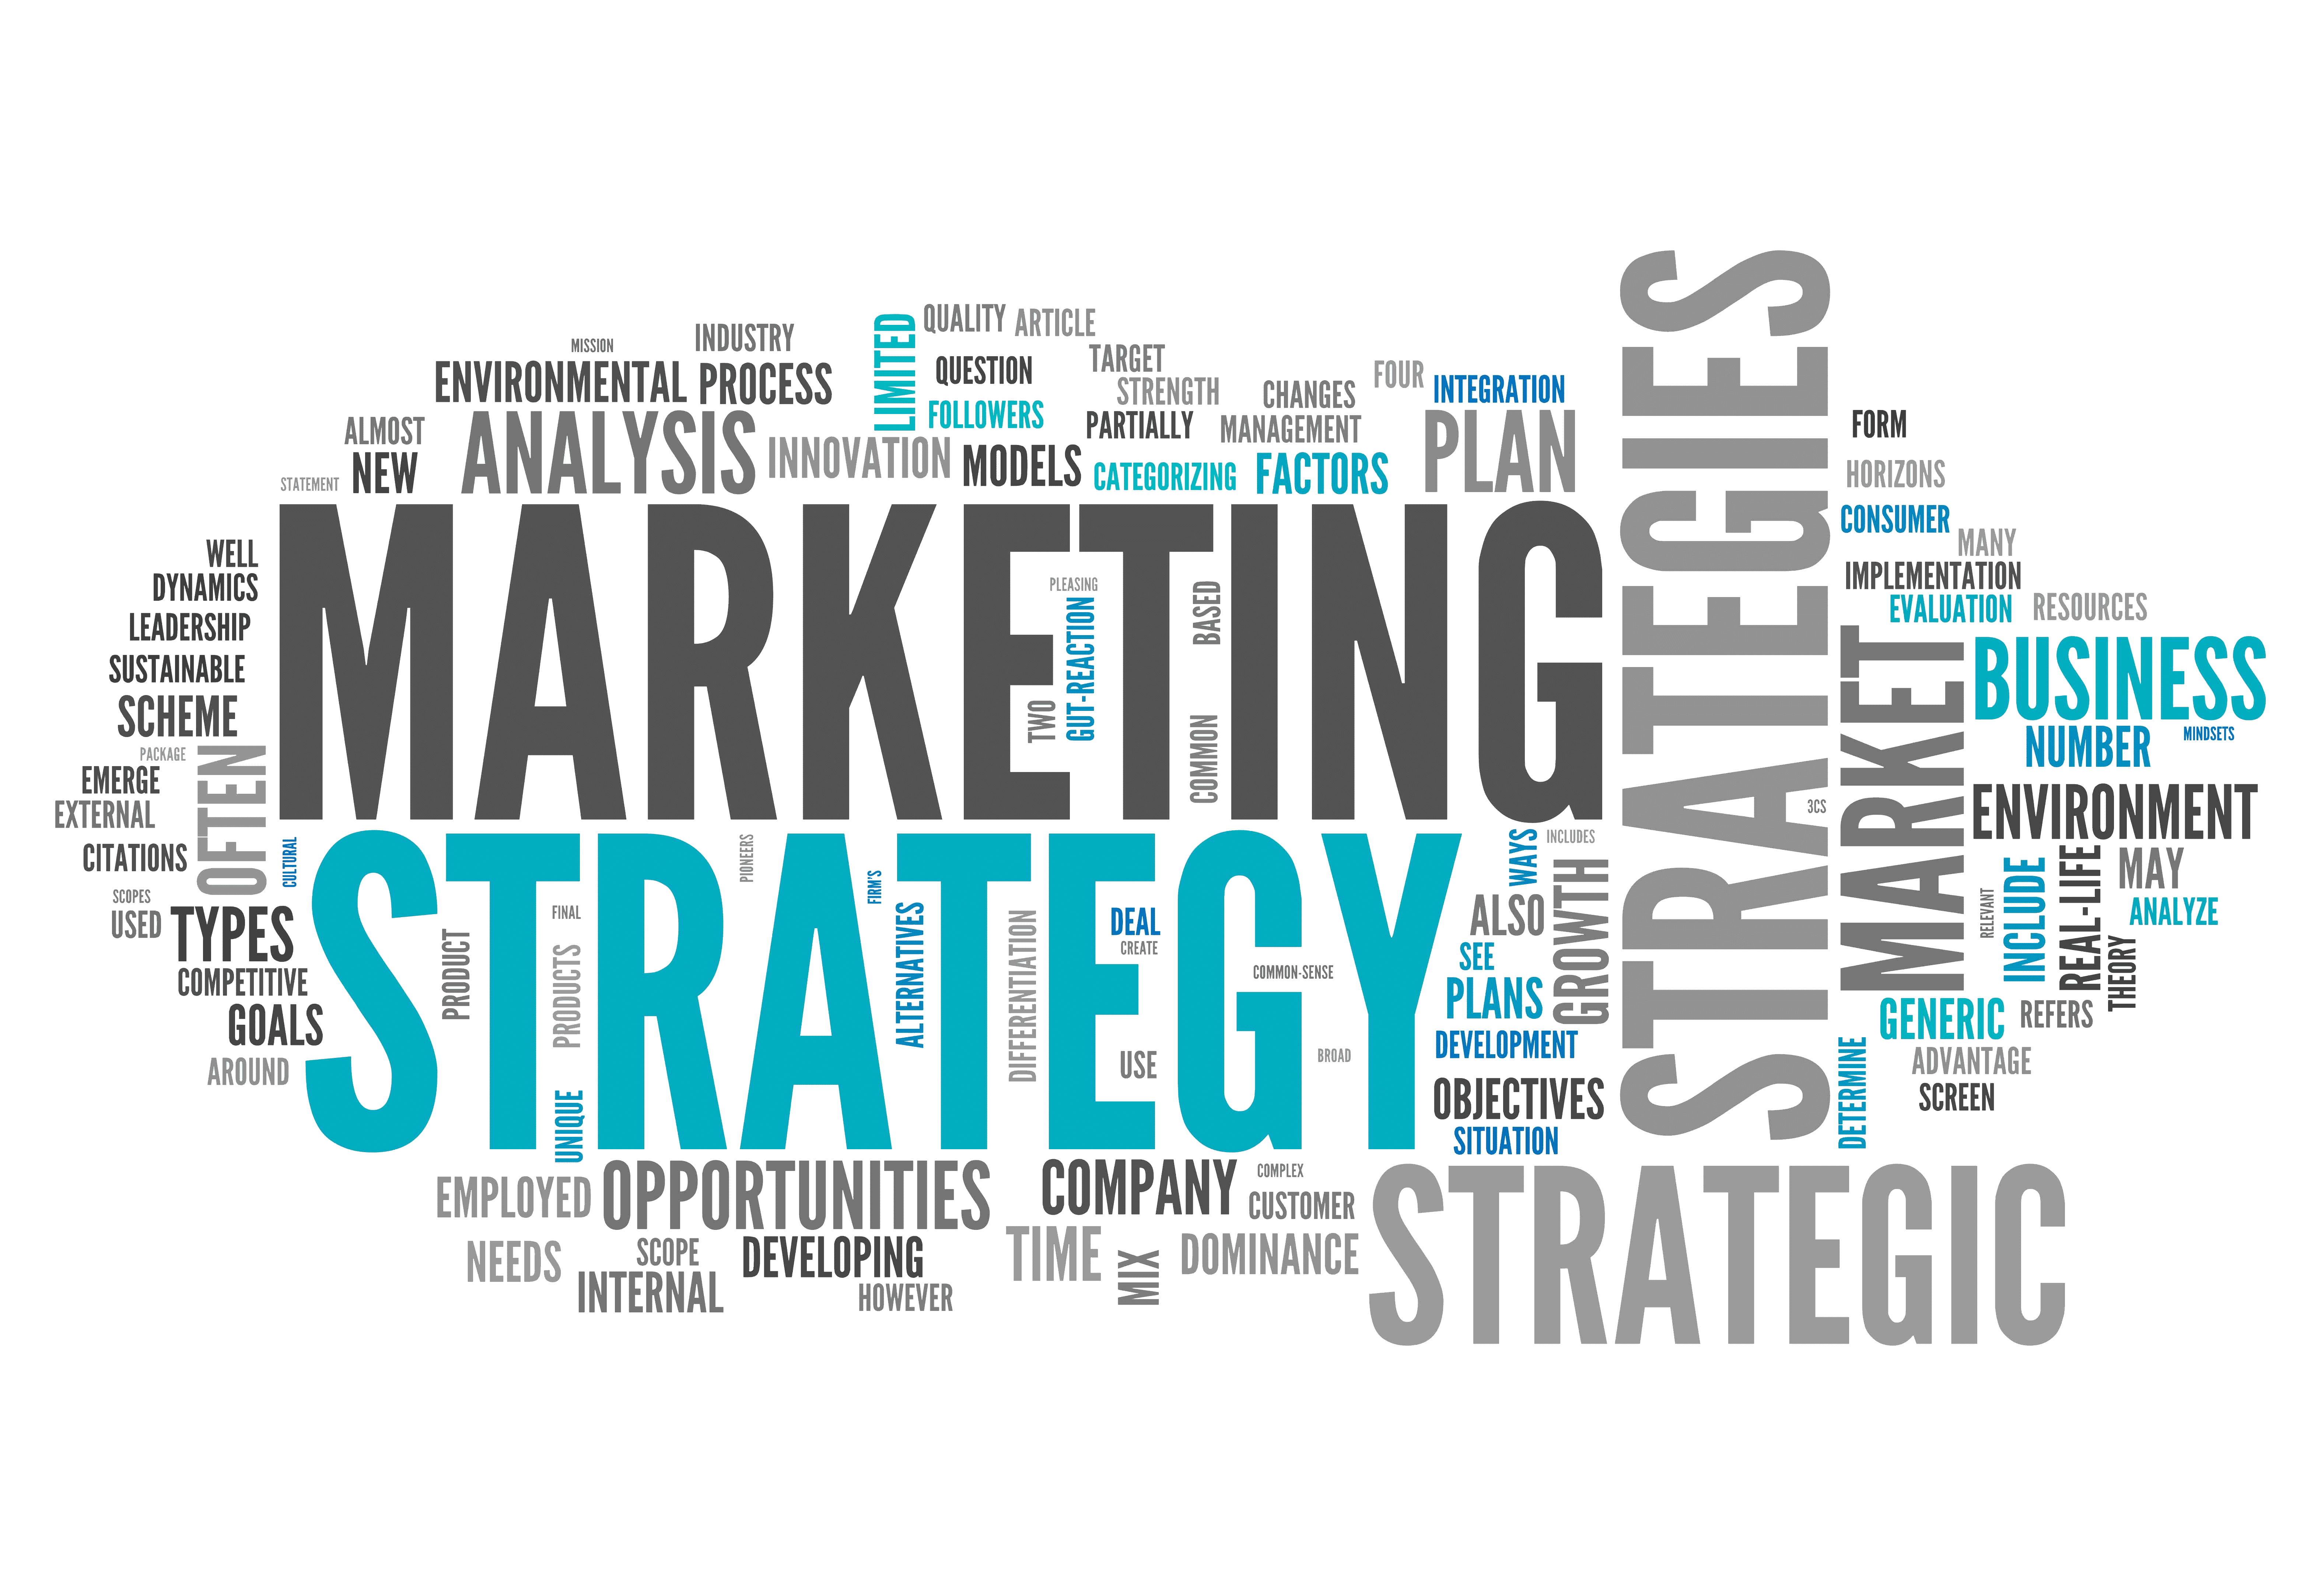 MISSION
INDUSTRY
LIMITED
QUALITY
ARTICLE
ENVIRONMENTAL
PROCESS
QUESTION
TARGET
STRENGTH
CHANGES
FOUR
INTEGRATION
FOLLOWERS
PARTIALLY
MANAGEMENT
ALMOST
NEW
STATEMENT
ANALYSIS
INNOVATION
MODELS
CATEGORIZING
FACTORS
PLAN
STRATEGIES
FORM
HORIZONS
CONSUMER
MANY
IMPLEMENTATION
EVALUATION
RESOURCES
WELL
DYNAMICS
LEADERSHIP
SUSTAINABLE
SCHEME
PACKAGE
EMERGE
EXTERNAL
OFTEN
CITATIONS
MARKETING
PLEASING
TWO
GUT-REACTION
BASED
COMMON
3CS
MARKET
BUSINESS
NUMBER
MINDSETS
ENVIRONMENT
CULTURAL
SCOPES
USED
TYPES
COMPETITIVE
GOALS
AROUND
STRATEGY
PRODUCT
FINAL
PRODUCTS
UNIQUE
PIONEERS
FIRM'S
ALTERNATIVES
DIFFERENTIATION
DEAL
CREATE
USE
COMMON-SENSE
BROAD
WAYS
INCLUDES
ALSO
GROWTH
SEE
PLANS
DEVELOPMENT
OBJECTIVES
SITUATION
RELEVANT
INCLUDE
REAL-LIFE
THEORY
MAY
ANALYZE
GENERIC
REFERS
ADVANTAGE
SCREEN
DETERMINE
EMPLOYED
OPPORTUNITIES
COMPANY
COMPLEX
CUSTOMER
NEEDS
SCOPE
INTERNAL
DEVELOPING
HOWEVER
TIME
MIX
DOMINANCE
STRATEGIC